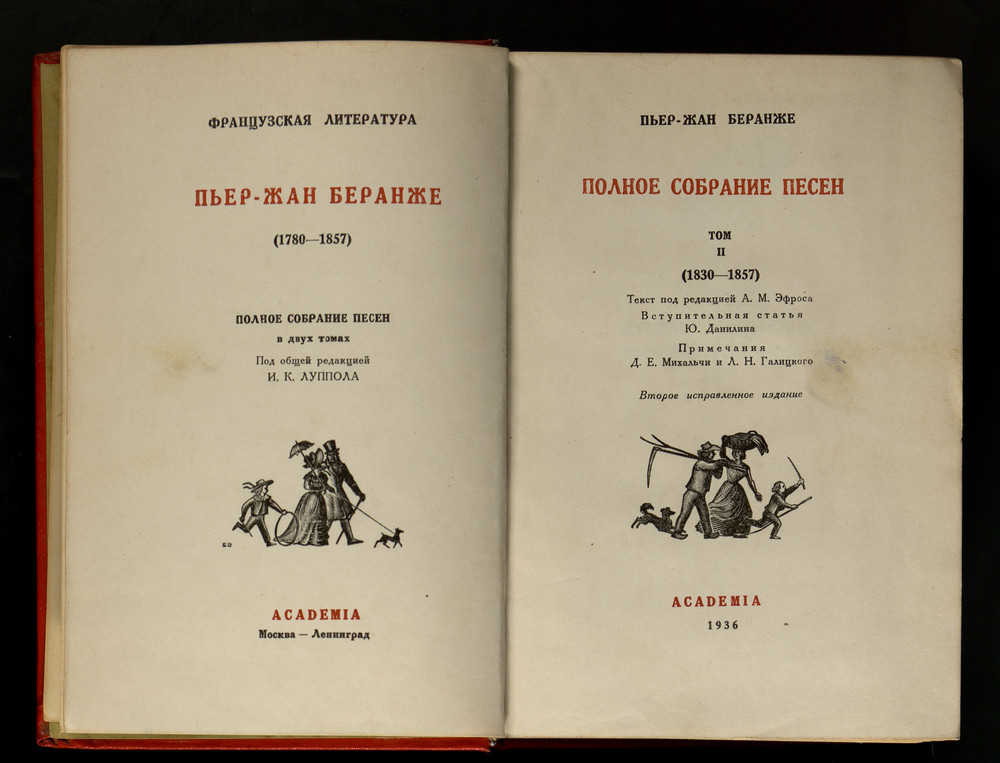 ФРАНЦУЗСКАЯ ЛИТЕРАТУРА
ПЬЕР-ЖАН БЕРАНЖЕ
(1780—1857)
ПОЛНОЕ СОБРАНИЕ ПЕСЕН
в двух томах
Под общей редакцией
И. К. ЛУППОЛА
ACADEMIA
Москва — Ленинград
ПЬЕР-ЖАН БЕРАНЖЕ
ПОЛНОЕ СОБРАНИЕ ПЕСЕН
ТОМ
II
(1830—1857)
Текст под редакцией А. М. Эфроса
Вступительная статья
Ю. Данилина
Примечания
Д. Е. Михальчи и Л. Н. Галицкого
Второе исправленное издание
ACADEMIA
1936